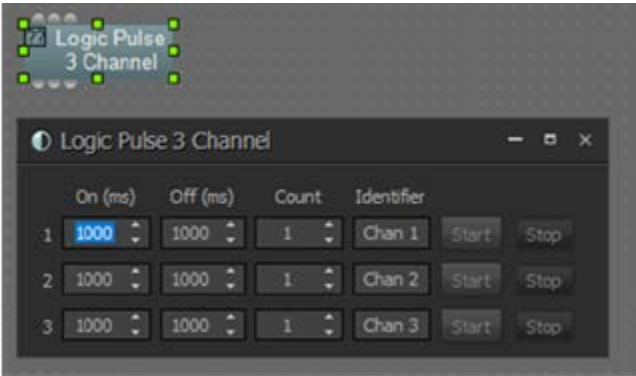 Logic Pulse
3 Channel
Logic Pulse 3 Channel
On (ms) Off (ms) Count Identifier
1 1000 1000 1 Chan 1 Start Stop
2 1000 1000 1 Chan 2 Start Stop
3 1000 1000 1 Chan 3 Start Stop